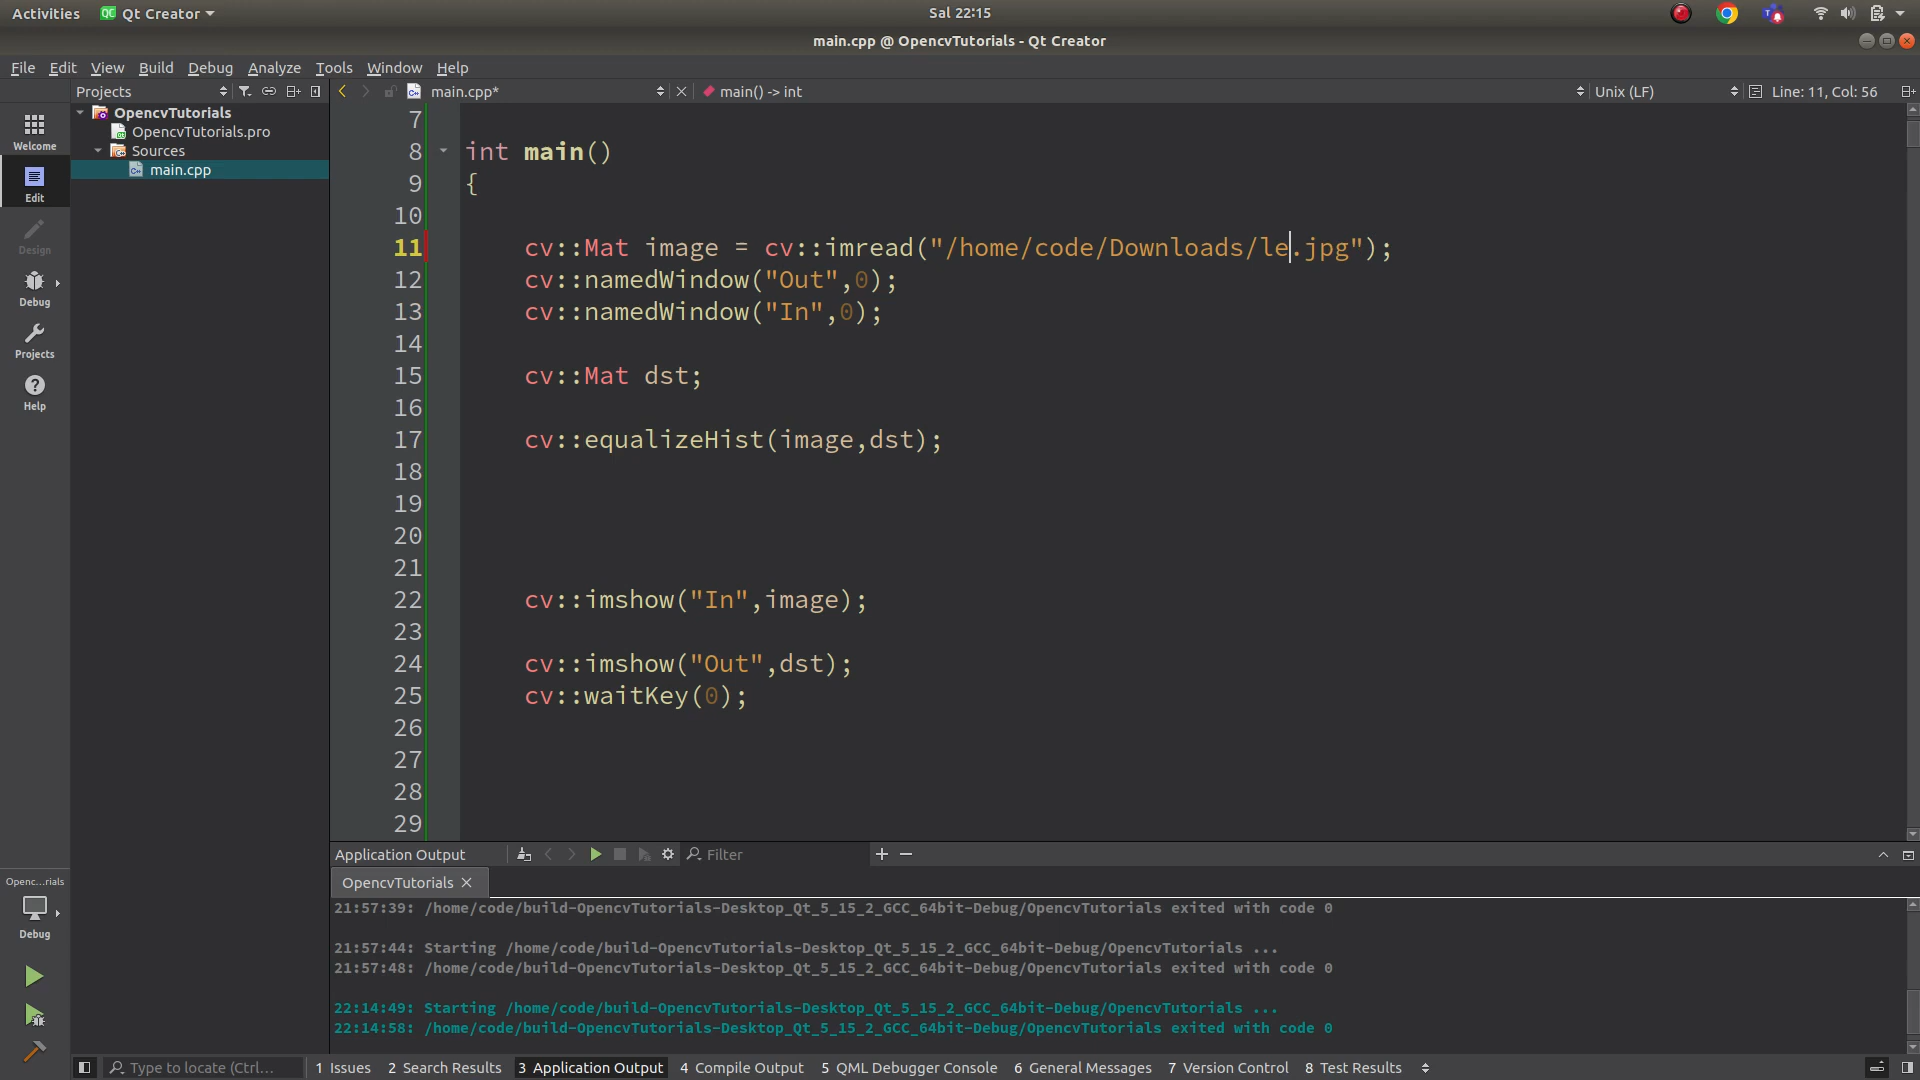 Activities Qt Creator Sal 22:15
main.cpp @ OpencvTutorials - Qt Creator
File Edit View Build Debug Analyze Tools Window Help
Projects main.cpp* main() -> int Unix (LF) Line: 11, Col: 56
OpencvTutorials
OpencvTutorials.pro
Sources
main.cpp
Welcome
Edit
Design
Debug
Projects
Help
7
8 int main()
9 {
10
11 cv::Mat image = cv::imread("/home/code/Downloads/le.jpg");
12 cv::namedWindow("Out",0);
13 cv::namedWindow("In",0);
14
15 cv::Mat dst;
16
17 cv::equalizeHist(image,dst);
18
19
20
21
22 cv::imshow("In",image);
23
24 cv::imshow("Out",dst);
25 cv::waitKey(0);
26
27
28
29
Application Output Filter
OpencvTutorials
21:57:39: /home/code/build-OpencvTutorials-Desktop_Qt_5_15_2_GCC_64bit-Debug/OpencvTutorials exited with code 0
21:57:44: Starting /home/code/build-OpencvTutorials-Desktop_Qt_5_15_2_GCC_64bit-Debug/OpencvTutorials ...
21:57:48: /home/code/build-OpencvTutorials-Desktop_Qt_5_15_2_GCC_64bit-Debug/OpencvTutorials exited with code 0
22:14:49: Starting /home/code/build-OpencvTutorials-Desktop_Qt_5_15_2_GCC_64bit-Debug/OpencvTutorials ...
22:14:58: /home/code/build-OpencvTutorials-Desktop_Qt_5_15_2_GCC_64bit-Debug/OpencvTutorials exited with code 0
Openc...rials
Debug
Type to locate (Ctrl... 1 Issues 2 Search Results 3 Application Output 4 Compile Output 5 QML Debugger Console 6 General Messages 7 Version Control 8 Test Results